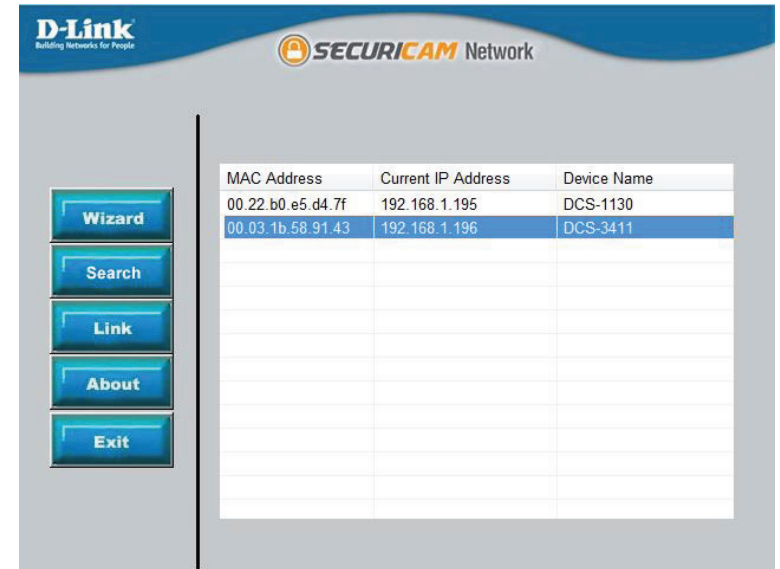 D-Link
Building Networks for People
SECURICAM Network
MAC Address Current IP Address Device Name
00.22.b0.e5.d4.7f 192.168.1.195 DCS-1130
00.03.1b.58.91.43 192.168.1.196 DCS-3411
Wizard
Search
Link
About
Exit